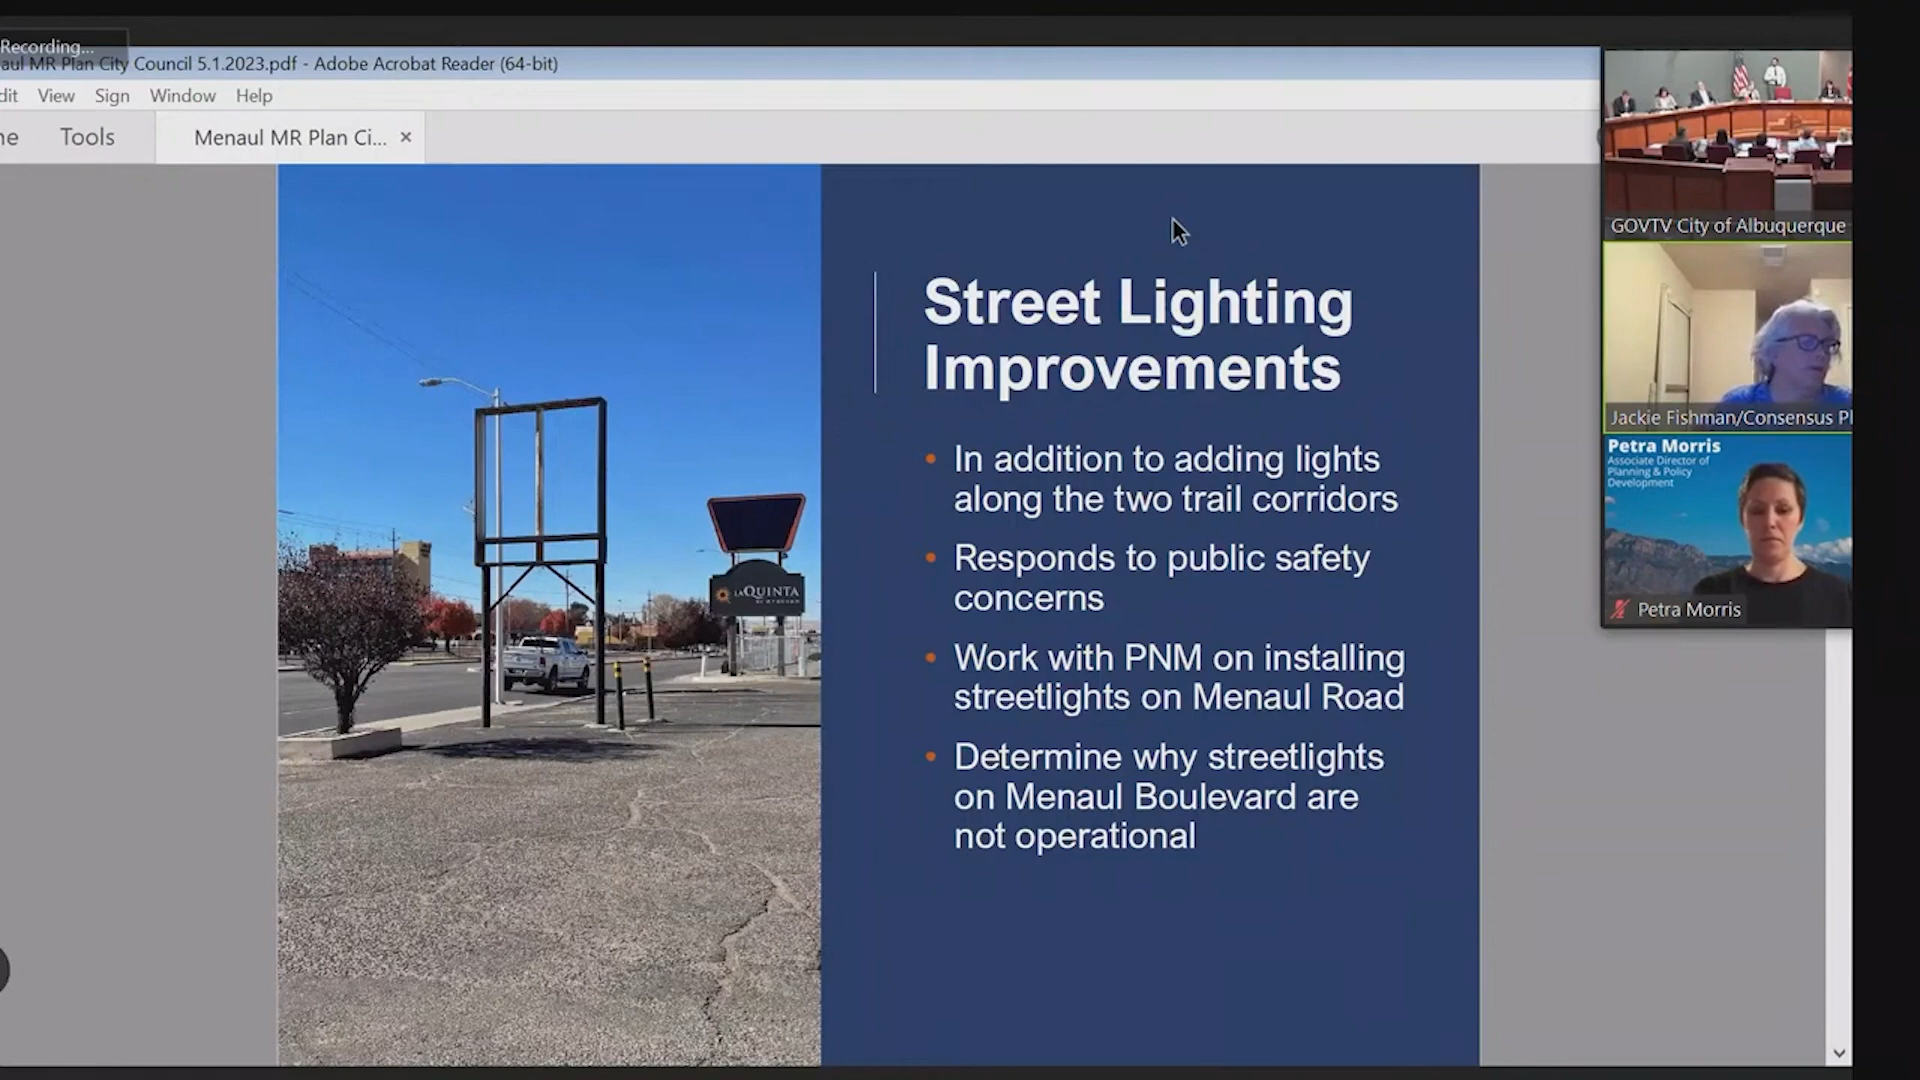 Recording...
aul MR Plan City Council 5.1.2023.pdf - Adobe Acrobat Reader (64-bit)
dit View Sign Window Help
ne Tools Menaul MR Plan Ci... ×
Street Lighting
Improvements
• In addition to adding lights
along the two trail corridors
• Responds to public safety
concerns
• Work with PNM on installing
streetlights on Menaul Road
• Determine why streetlights
on Menaul Boulevard are
not operational
LAQUINTA
GOVTV City of Albuquerque
Jackie Fishman/Consensus Pl
Petra Morris
Associate Director of
Planning & Policy
Development
Petra Morris